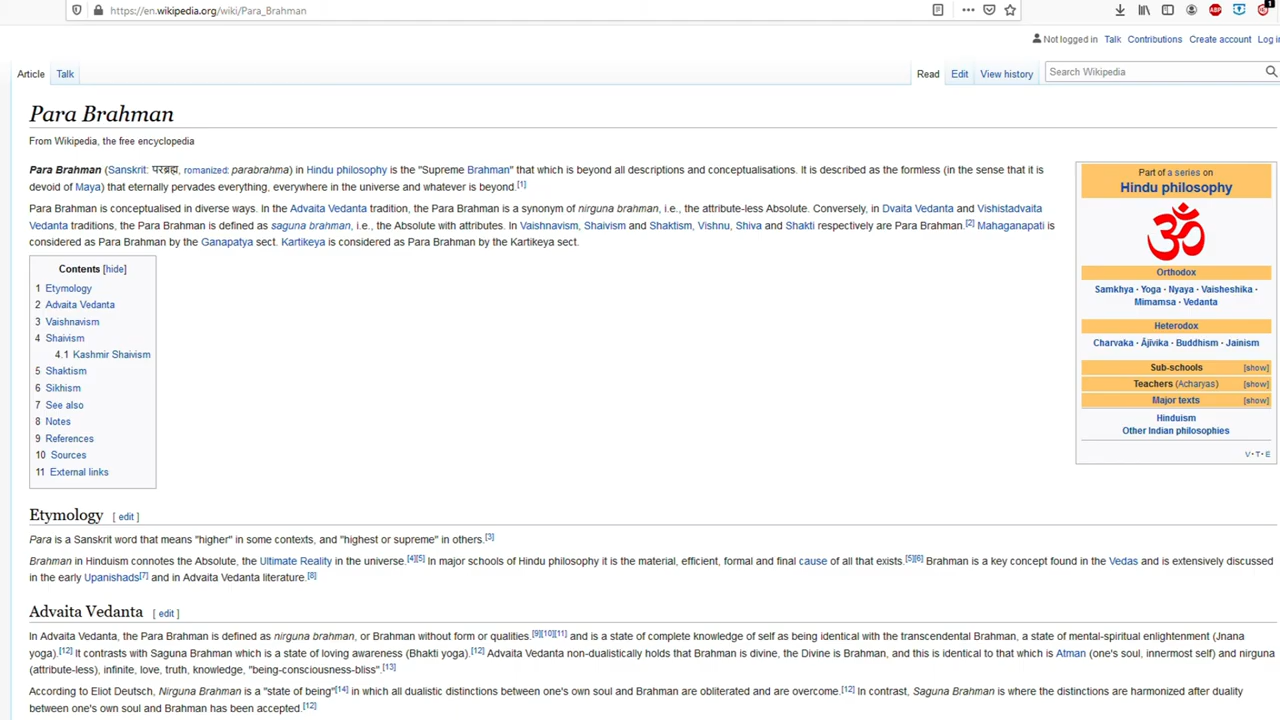 https://en.wikipedia.org/wiki/Para_Brahman
ABP
1
Not logged in Talk Contributions Create account Log in
Article Talk
Read Edit View history
Search Wikipedia
Para Brahman
From Wikipedia, the free encyclopedia
Para Brahman (Sanskrit: परब्रह्म, romanized: parabrahma) in Hindu philosophy is the "Supreme Brahman" that which is beyond all descriptions and conceptualisations. It is described as the formless (in the sense that it is
devoid of Maya) that eternally pervades everything, everywhere in the universe and whatever is beyond.[1]
Para Brahman is conceptualised in diverse ways. In the Advaita Vedanta tradition, the Para Brahman is a synonym of nirguna brahman, i.e., the attribute-less Absolute. Conversely, in Dvaita Vedanta and Vishistadvaita
Vedanta traditions, the Para Brahman is defined as saguna brahman, i.e., the Absolute with attributes. In Vaishnavism, Shaivism and Shaktism, Vishnu, Shiva and Shakti respectively are Para Brahman.[2] Mahaganapati is
considered as Para Brahman by the Ganapatya sect. Kartikeya is considered as Para Brahman by the Kartikeya sect.
Contents [hide]
1 Etymology
2 Advaita Vedanta
3 Vaishnavism
4 Shaivism
4.1 Kashmir Shaivism
5 Shaktism
6 Sikhism
7 See also
8 Notes
9 References
10 Sources
11 External links
Part of a series on
Hindu philosophy
ॐ
Orthodox
Samkhya · Yoga · Nyaya · Vaisheshika ·
Mimamsa · Vedanta
Heterodox
Charvaka · Ājīvika · Buddhism · Jainism
Sub-schools [show]
Teachers (Acharyas) [show]
Major texts [show]
Hinduism
Other Indian philosophies
V · T · E
Etymology [ edit ]
Para is a Sanskrit word that means "higher" in some contexts, and "highest or supreme" in others.[3]
Brahman in Hinduism connotes the Absolute, the Ultimate Reality in the universe.[4][5] In major schools of Hindu philosophy it is the material, efficient, formal and final cause of all that exists.[5][6] Brahman is a key concept found in the Vedas and is extensively discussed
in the early Upanishads[7] and in Advaita Vedanta literature.[8]
Advaita Vedanta [ edit ]
In Advaita Vedanta, the Para Brahman is defined as nirguna brahman, or Brahman without form or qualities.[9][10][11] and is a state of complete knowledge of self as being identical with the transcendental Brahman, a state of mental-spiritual enlightenment (Jnana
yoga).[12] It contrasts with Saguna Brahman which is a state of loving awareness (Bhakti yoga).[12] Advaita Vedanta non-dualistically holds that Brahman is divine, the Divine is Brahman, and this is identical to that which is Atman (one's soul, innermost self) and nirguna
(attribute-less), infinite, love, truth, knowledge, "being-consciousness-bliss".[13]
According to Eliot Deutsch, Nirguna Brahman is a "state of being"[14] in which all dualistic distinctions between one's own soul and Brahman are obliterated and are overcome.[12] In contrast, Saguna Brahman is where the distinctions are harmonized after duality
between one's own soul and Brahman has been accepted.[12]